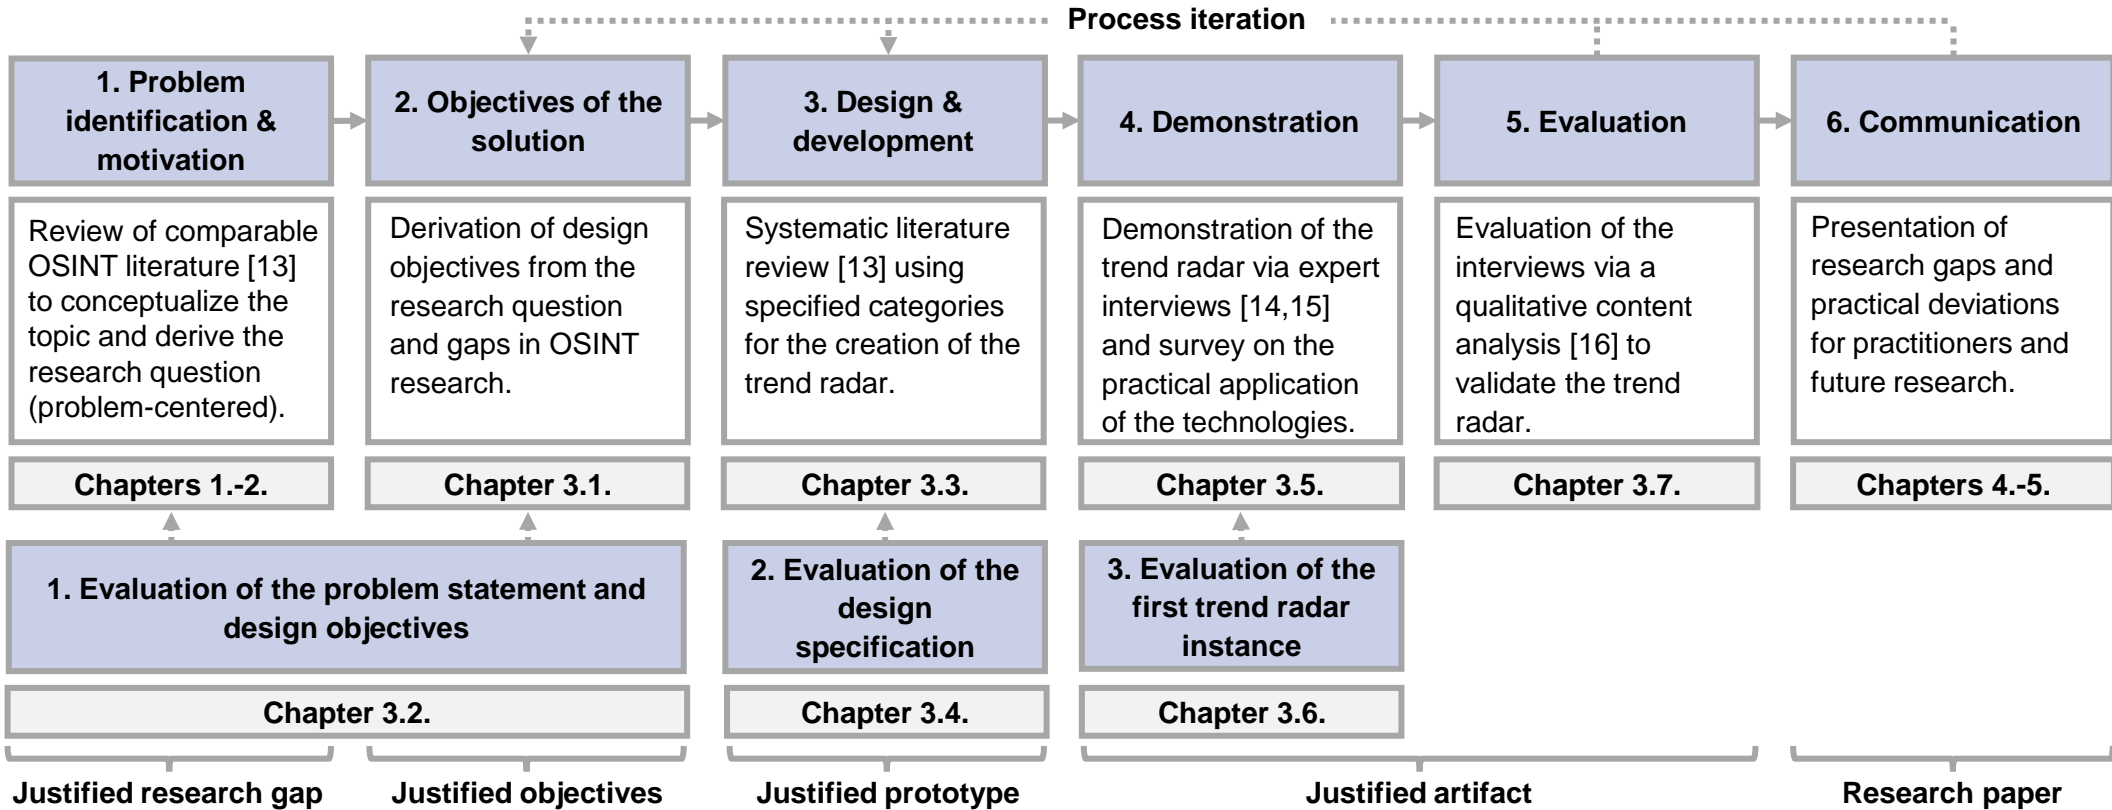 Process iteration
1. Problem
identification &
motivation
2. Objectives of the
solution
3. Design &
development
4. Demonstration
5. Evaluation
6. Communication
Review of comparable
OSINT literature [13]
to conceptualize the
topic and derive the
research question
(problem-centered).
Derivation of design
objectives from the
research question
and gaps in OSINT
research.
Systematic literature
review [13] using
specified categories
for the creation of the
trend radar.
Demonstration of the
trend radar via expert
interviews [14,15]
and survey on the
practical application
of the technologies.
Evaluation of the
interviews via a
qualitative content
analysis [16] to
validate the trend
radar.
Presentation of
research gaps and
practical deviations
for practitioners and
future research.
Chapters 1.-2.
Chapter 3.1.
Chapter 3.3.
Chapter 3.5.
Chapter 3.7.
Chapters 4.-5.
1. Evaluation of the problem statement and
design objectives
2. Evaluation of the
design
specification
3. Evaluation of the
first trend radar
instance
Chapter 3.2.
Chapter 3.4.
Chapter 3.6.
Justified research gap
Justified objectives
Justified prototype
Justified artifact
Research paper